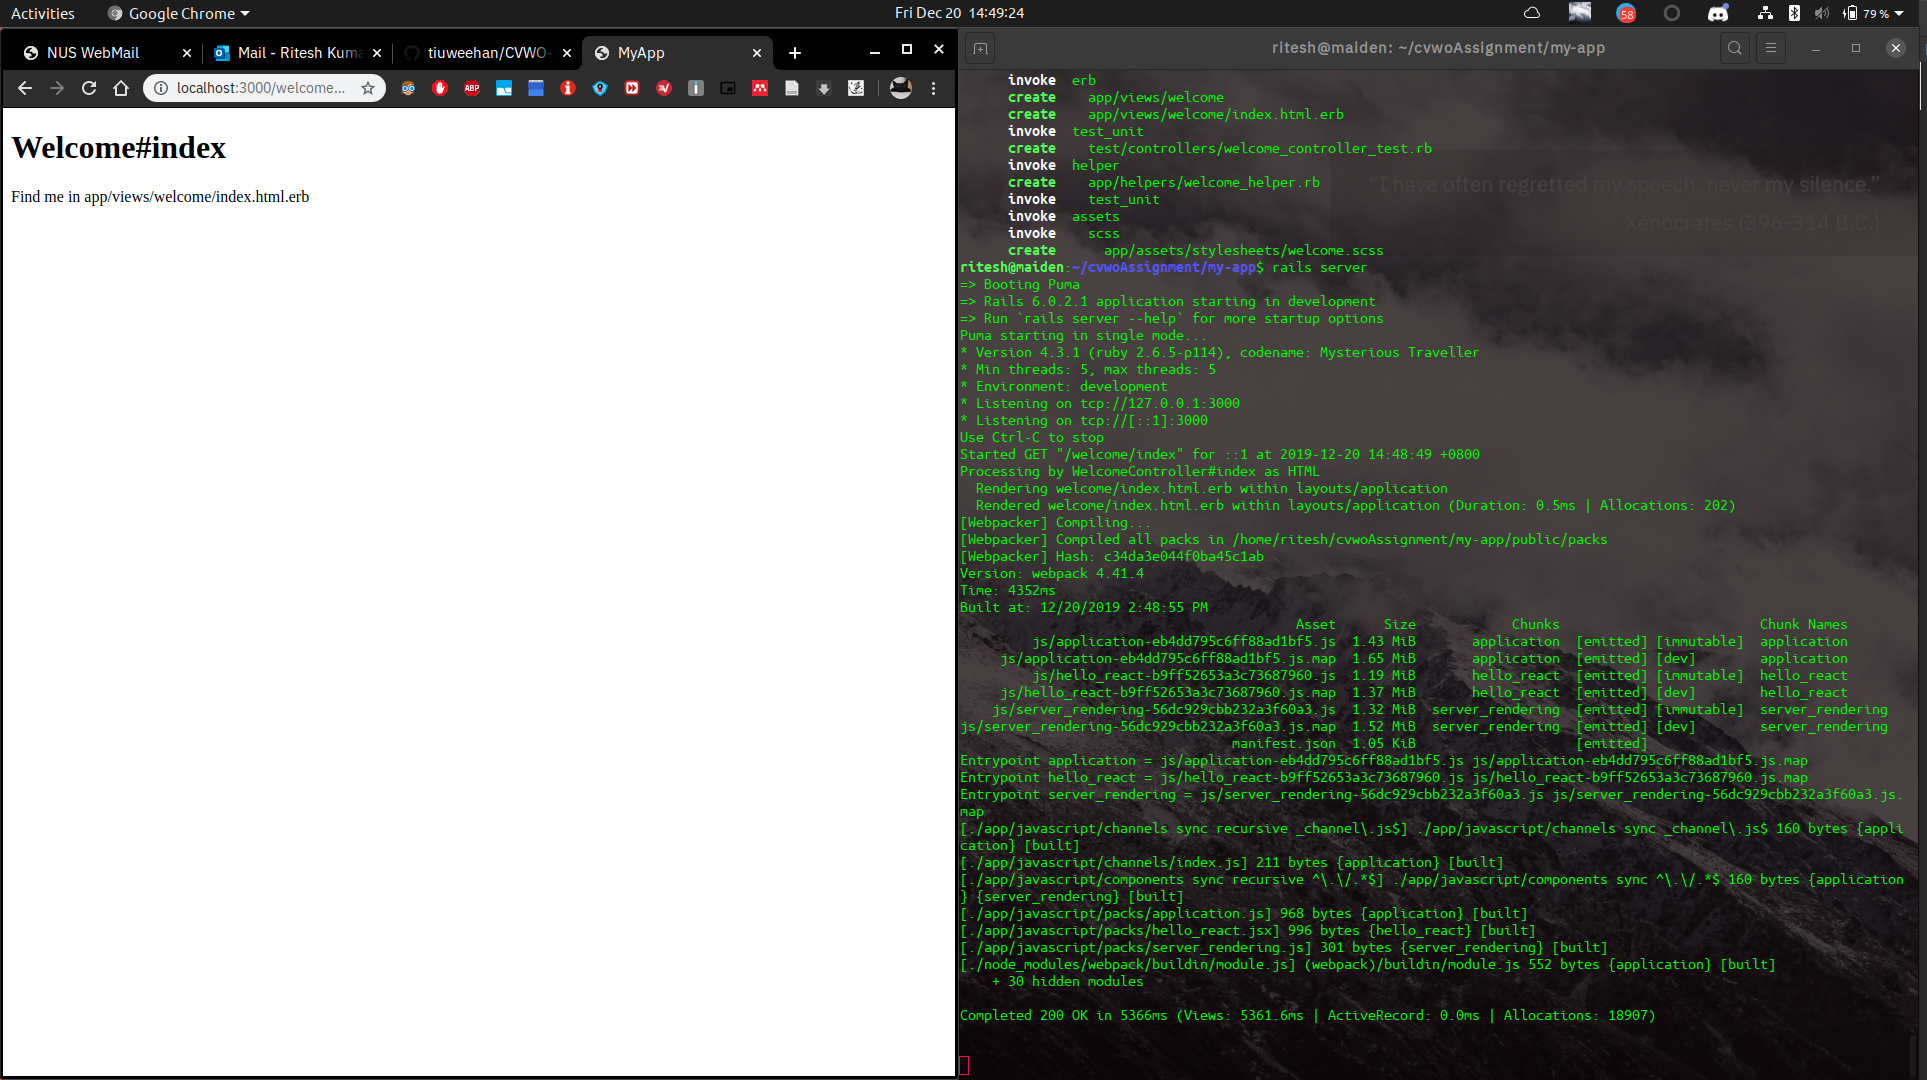 Activities
Google Chrome
Fri Dec 20 14:49:24
58
79 %
NUS WebMail
Mail - Ritesh Kuma
tiuweehan/CVWO-
MyApp
localhost:3000/welcome...
ABP
Welcome#index
Find me in app/views/welcome/index.html.erb
ritesh@maiden: ~/cvwoAssignment/my-app
invoke erb
create app/views/welcome
create app/views/welcome/index.html.erb
invoke test_unit
create test/controllers/welcome_controller_test.rb
invoke helper
create app/helpers/welcome_helper.rb
invoke test_unit
invoke assets
invoke scss
create app/assets/stylesheets/welcome.scss
“I have often regretted my speech, never my silence.”
Xenocrates (396-314 B.C.)
ritesh@maiden:~/cvwoAssignment/my-app$ rails server
=> Booting Puma
=> Rails 6.0.2.1 application starting in development
=> Run `rails server --help` for more startup options
Puma starting in single mode...
* Version 4.3.1 (ruby 2.6.5-p114), codename: Mysterious Traveller
* Min threads: 5, max threads: 5
* Environment: development
* Listening on tcp://127.0.0.1:3000
* Listening on tcp://[::1]:3000
Use Ctrl-C to stop
Started GET "/welcome/index" for ::1 at 2019-12-20 14:48:49 +0800
Processing by WelcomeController#index as HTML
Rendering welcome/index.html.erb within layouts/application
Rendered welcome/index.html.erb within layouts/application (Duration: 0.5ms | Allocations: 202)
[Webpacker] Compiling...
[Webpacker] Compiled all packs in /home/ritesh/cvwoAssignment/my-app/public/packs
[Webpacker] Hash: c34da3e044f0ba45c1ab
Version: webpack 4.41.4
Time: 4352ms
Built at: 12/20/2019 2:48:55 PM
Asset Size Chunks Chunk Names
js/application-eb4dd795c6ff88ad1bf5.js 1.43 MiB application [emitted] [immutable] application
js/application-eb4dd795c6ff88ad1bf5.js.map 1.65 MiB application [emitted] [dev] application
js/hello_react-b9ff52653a3c73687960.js 1.19 MiB hello_react [emitted] [immutable] hello_react
js/hello_react-b9ff52653a3c73687960.js.map 1.37 MiB hello_react [emitted] [dev] hello_react
js/server_rendering-56dc929cbb232a3f60a3.js 1.32 MiB server_rendering [emitted] [immutable] server_rendering
js/server_rendering-56dc929cbb232a3f60a3.js.map 1.52 MiB server_rendering [emitted] [dev] server_rendering
manifest.json 1.05 KiB [emitted]
Entrypoint application = js/application-eb4dd795c6ff88ad1bf5.js js/application-eb4dd795c6ff88ad1bf5.js.map
Entrypoint hello_react = js/hello_react-b9ff52653a3c73687960.js js/hello_react-b9ff52653a3c73687960.js.map
Entrypoint server_rendering = js/server_rendering-56dc929cbb232a3f60a3.js js/server_rendering-56dc929cbb232a3f60a3.js.
map
[./app/javascript/channels sync recursive _channel\.js$] ./app/javascript/channels sync _channel\.js$ 160 bytes {appli
cation} [built]
[./app/javascript/channels/index.js] 211 bytes {application} [built]
[./app/javascript/components sync recursive ^\.\/.*$] ./app/javascript/components sync ^\.\/.*$ 160 bytes {application
} {server_rendering} [built]
[./app/javascript/packs/application.js] 968 bytes {application} [built]
[./app/javascript/packs/hello_react.jsx] 996 bytes {hello_react} [built]
[./app/javascript/packs/server_rendering.js] 301 bytes {server_rendering} [built]
[./node_modules/webpack/buildin/module.js] (webpack)/buildin/module.js 552 bytes {application} [built]
+ 30 hidden modules
Completed 200 OK in 5366ms (Views: 5361.6ms | ActiveRecord: 0.0ms | Allocations: 18907)